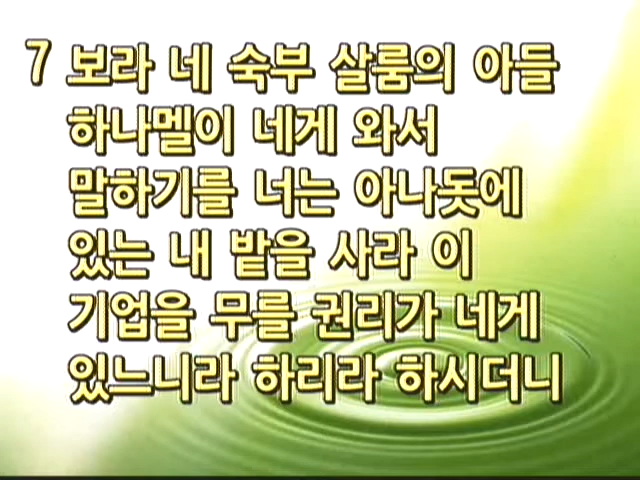 7 보라 네 숙부 살룸의 아들
하나멜이 네게 와서
말하기를 너는 아나돗에
있는 내 밭을 사라 이
기업을 무를 권리가 네게
있느니라 하리라 하시더니